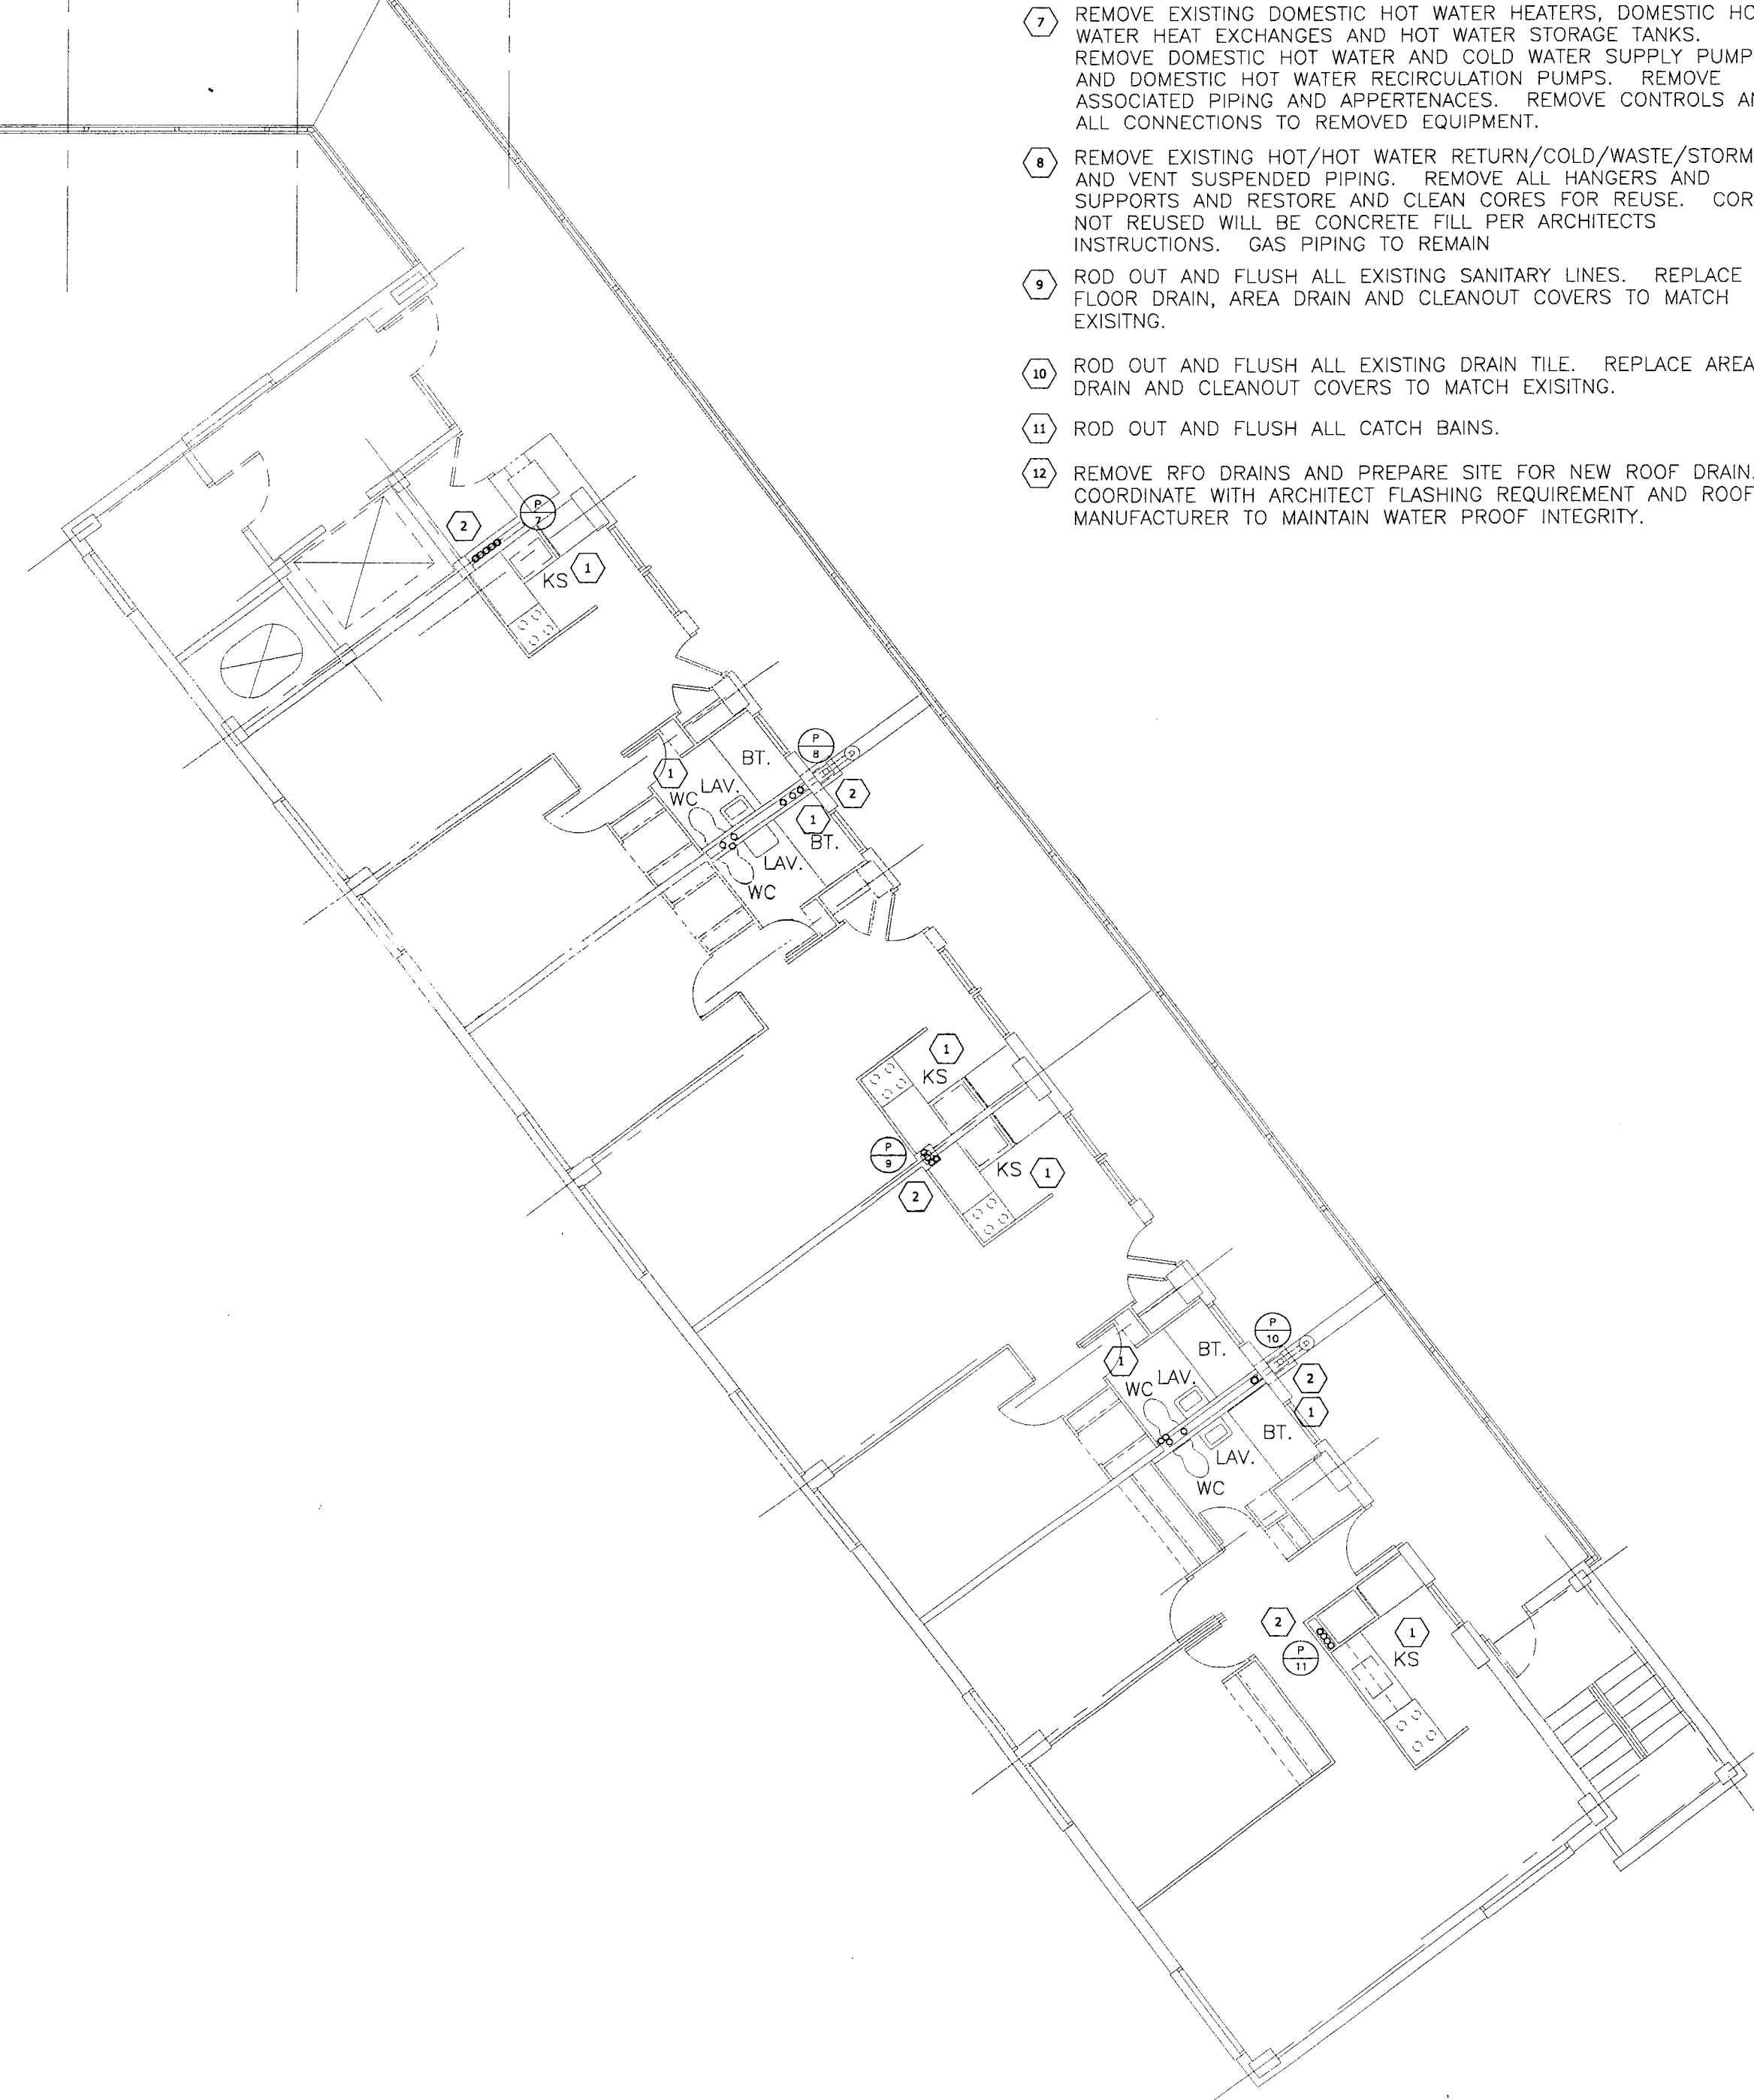 7 REMOVE EXISTING DOMESTIC HOT WATER HEATERS, DOMESTIC HO
WATER HEAT EXCHANGES AND HOT WATER STORAGE TANKS.
REMOVE DOMESTIC HOT WATER AND COLD WATER SUPPLY PUMP
AND DOMESTIC HOT WATER RECIRCULATION PUMPS. REMOVE
ASSOCIATED PIPING AND APPERTENACES. REMOVE CONTROLS AN
ALL CONNECTIONS TO REMOVED EQUIPMENT.
8 REMOVE EXISTING HOT/HOT WATER RETURN/COLD/WASTE/STORM
AND VENT SUSPENDED PIPING. REMOVE ALL HANGERS AND
SUPPORTS AND RESTORE AND CLEAN CORES FOR REUSE. COR
NOT REUSED WILL BE CONCRETE FILL PER ARCHITECTS
INSTRUCTIONS. GAS PIPING TO REMAIN
9 ROD OUT AND FLUSH ALL EXISTING SANITARY LINES. REPLACE
FLOOR DRAIN, AREA DRAIN AND CLEANOUT COVERS TO MATCH
EXISITNG.
10 ROD OUT AND FLUSH ALL EXISTING DRAIN TILE. REPLACE AREA
DRAIN AND CLEANOUT COVERS TO MATCH EXISITNG.
11 ROD OUT AND FLUSH ALL CATCH BAINS.
12 REMOVE RFO DRAINS AND PREPARE SITE FOR NEW ROOF DRAIN.
COORDINATE WITH ARCHITECT FLASHING REQUIREMENT AND ROOF
MANUFACTURER TO MAINTAIN WATER PROOF INTEGRITY.
P
7
2
KS 1
P
8
BT.
1
LAV.
WC
2
1
BT.
LAV.
WC
1
KS
P
9
KS 1
2
P
10
BT.
1
LAV.
WC
2
1
BT.
LAV.
WC
2
1
P
11
KS